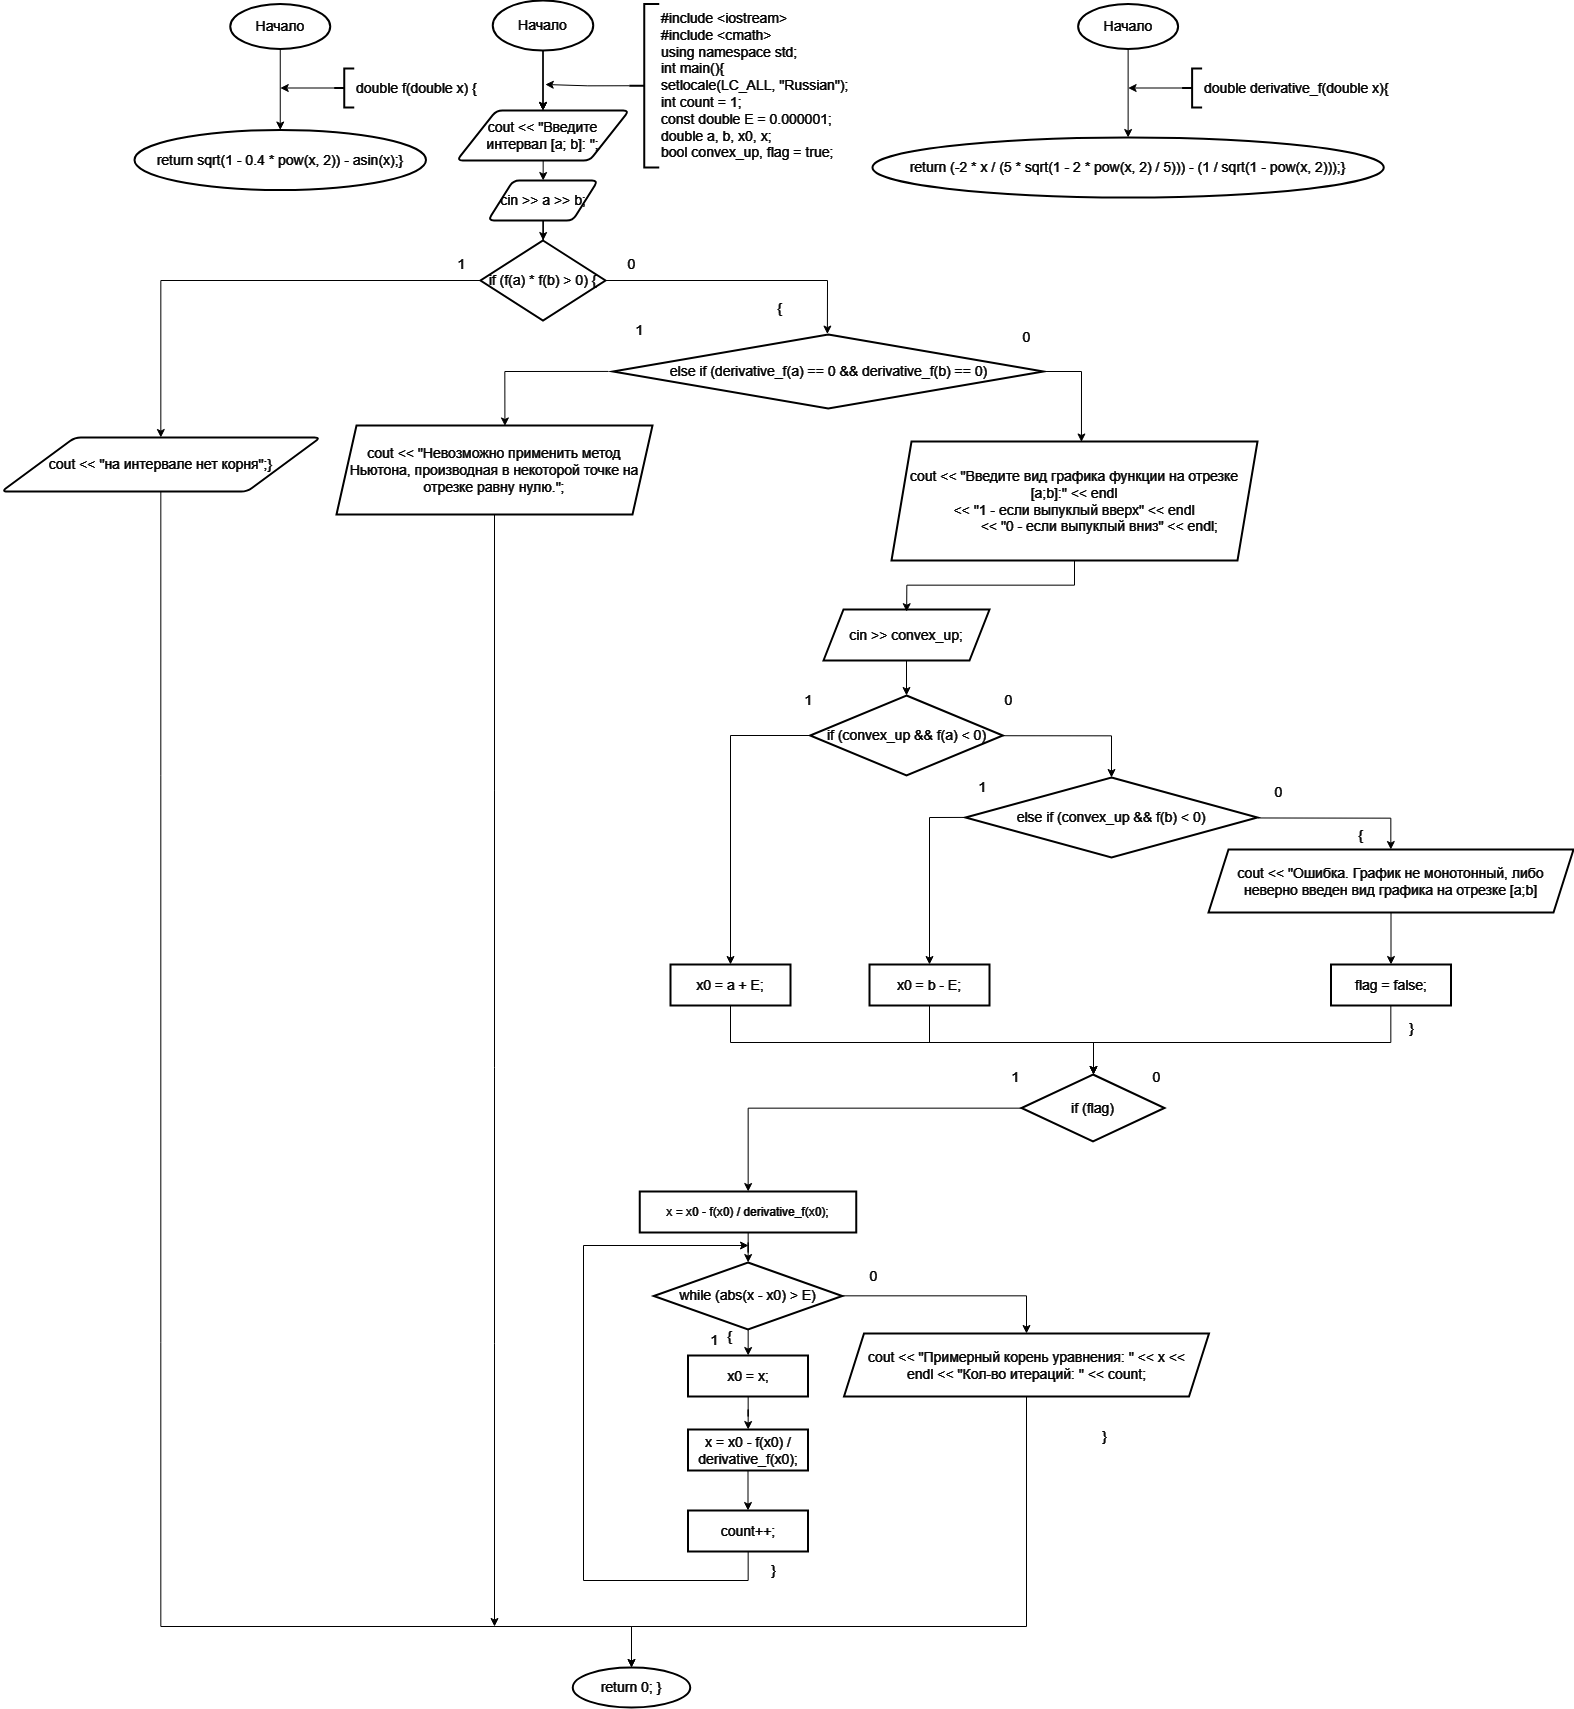 Начало
double f(double x) {
return sqrt(1 - 0.4 * pow(x, 2)) - asin(x);}
Начало
#include <iostream>
#include <cmath>
using namespace std;
int main(){
setlocale(LC_ALL, "Russian");
int count = 1;
const double E = 0.000001;
double a, b, x0, x;
bool convex_up, flag = true;
Начало
double derivative_f(double x){
return (-2 * x / (5 * sqrt(1 - 2 * pow(x, 2) / 5))) - (1 / sqrt(1 - pow(x, 2)));}
cout << "Введите
интервал [a; b]: ";
cin >> a >> b;
1
if (f(a) * f(b) > 0) {
0
{
1
else if (derivative_f(a) == 0 && derivative_f(b) == 0)
0
cout << "на интервале нет корня";}
cout << "Невозможно применить метод
Ньютона, производная в некоторой точке на
отрезке равну нулю.";
cout << "Введите вид графика функции на отрезке
[a;b]:" << endl
<< "1 - если выпуклый вверх" << endl
<< "0 - если выпуклый вниз" << endl;
cin >> convex_up;
1
if (convex_up && f(a) < 0)
0
1
else if (convex_up && f(b) < 0)
0
{
cout << "Ошибка. График не монотонный, либо
неверно введен вид графика на отрезке [a;b]
x0 = a + E;
x0 = b - E;
flag = false;
}
1
if (flag)
0
x = x0 - f(x0) / derivative_f(x0);
while (abs(x - x0) > E)
0
1
{
x0 = x;
cout << "Примерный корень уравнения: " << x <<
endl << "Кол-во итераций: " << count;
}
x = x0 - f(x0) /
derivative_f(x0);
count++;
}
return 0; }